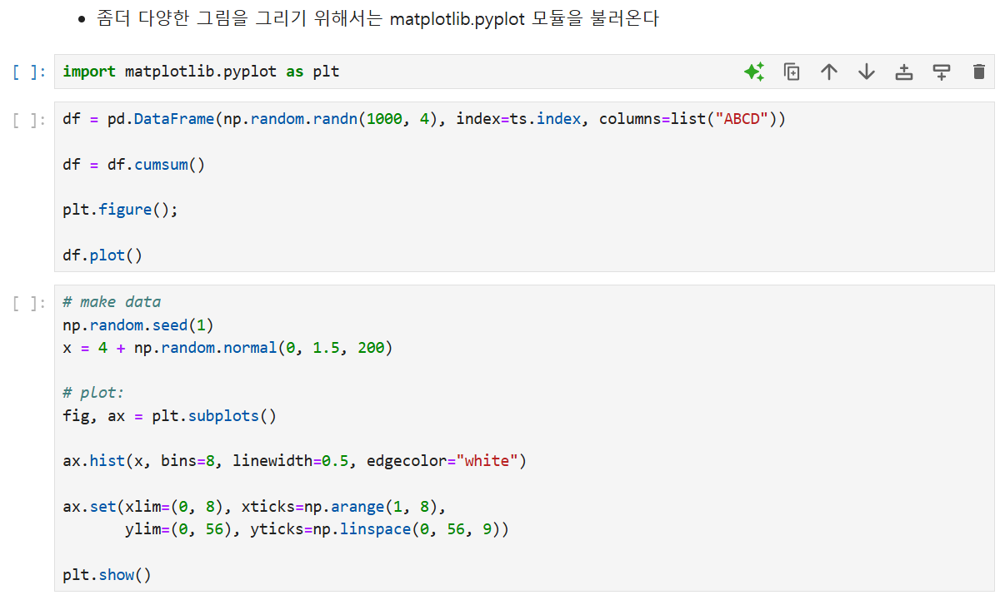 • 좀더 다양한 그림을 그리기 위해서는 matplotlib.pyplot 모듈을 불러온다
[ ]: import matplotlib.pyplot as plt
[ ]: df = pd.DataFrame(np.random.randn(1000, 4), index=ts.index, columns=list("ABCD"))
df = df.cumsum()
plt.figure();
df.plot()
[ ]: # make data
np.random.seed(1)
x = 4 + np.random.normal(0, 1.5, 200)
# plot:
fig, ax = plt.subplots()
ax.hist(x, bins=8, linewidth=0.5, edgecolor="white")
ax.set(xlim=(0, 8), xticks=np.arange(1, 8),
       ylim=(0, 56), yticks=np.linspace(0, 56, 9))
plt.show()